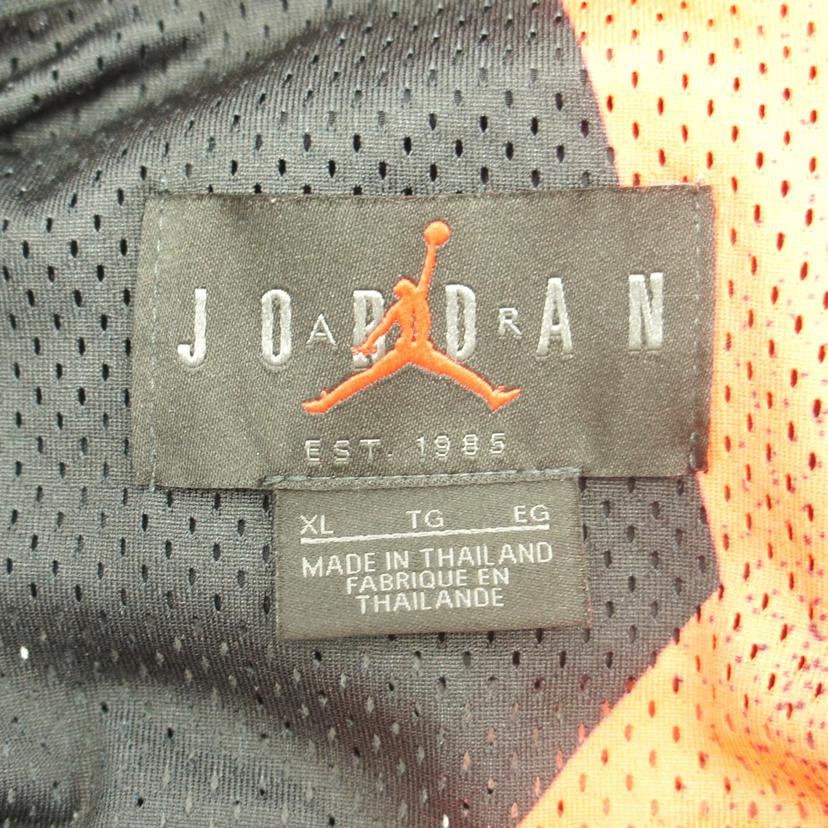 JORDAN
AIR
EST. 1985
XL TG EG
MADE IN THAILAND
FABRIQUE EN
THAILANDE